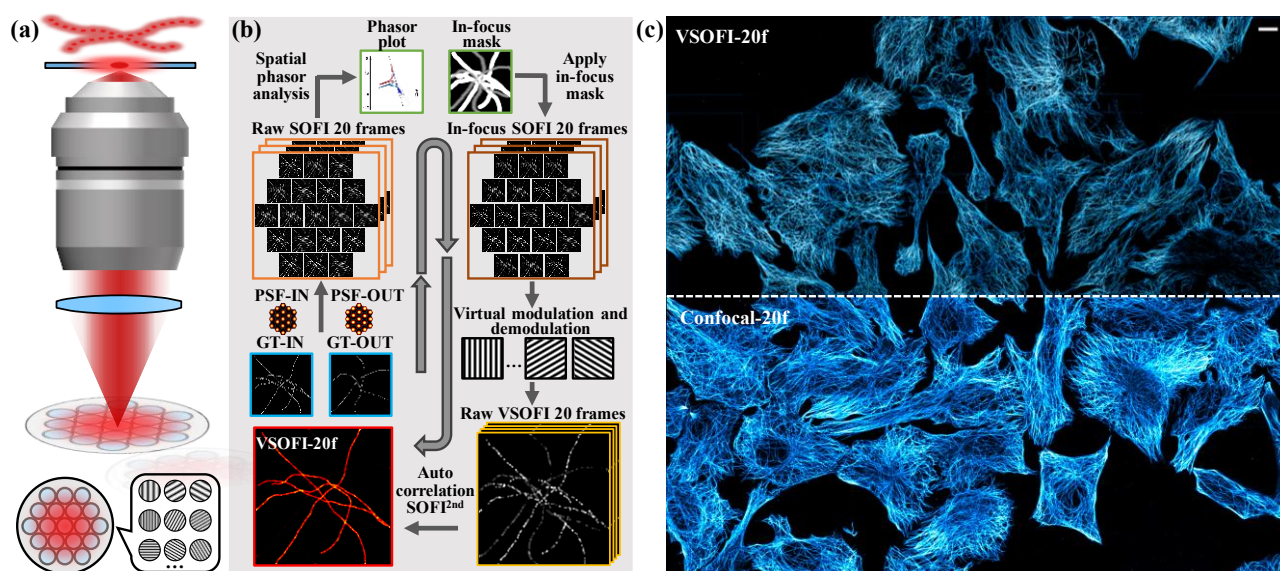 (a)
(b)
Spatial
phasor
analysis
Phasor
plot
In-focus
mask
Apply
in-focus
mask
Raw SOFI 20 frames
In-focus SOFI 20 frames
PSF-IN
PSF-OUT
GT-IN
GT-OUT
Virtual modulation and
demodulation
...
Raw VSOFI 20 frames
VSOFI-20f
Auto
correlation
SOFI2nd
...
(c)
VSOFI-20f
Confocal-20f